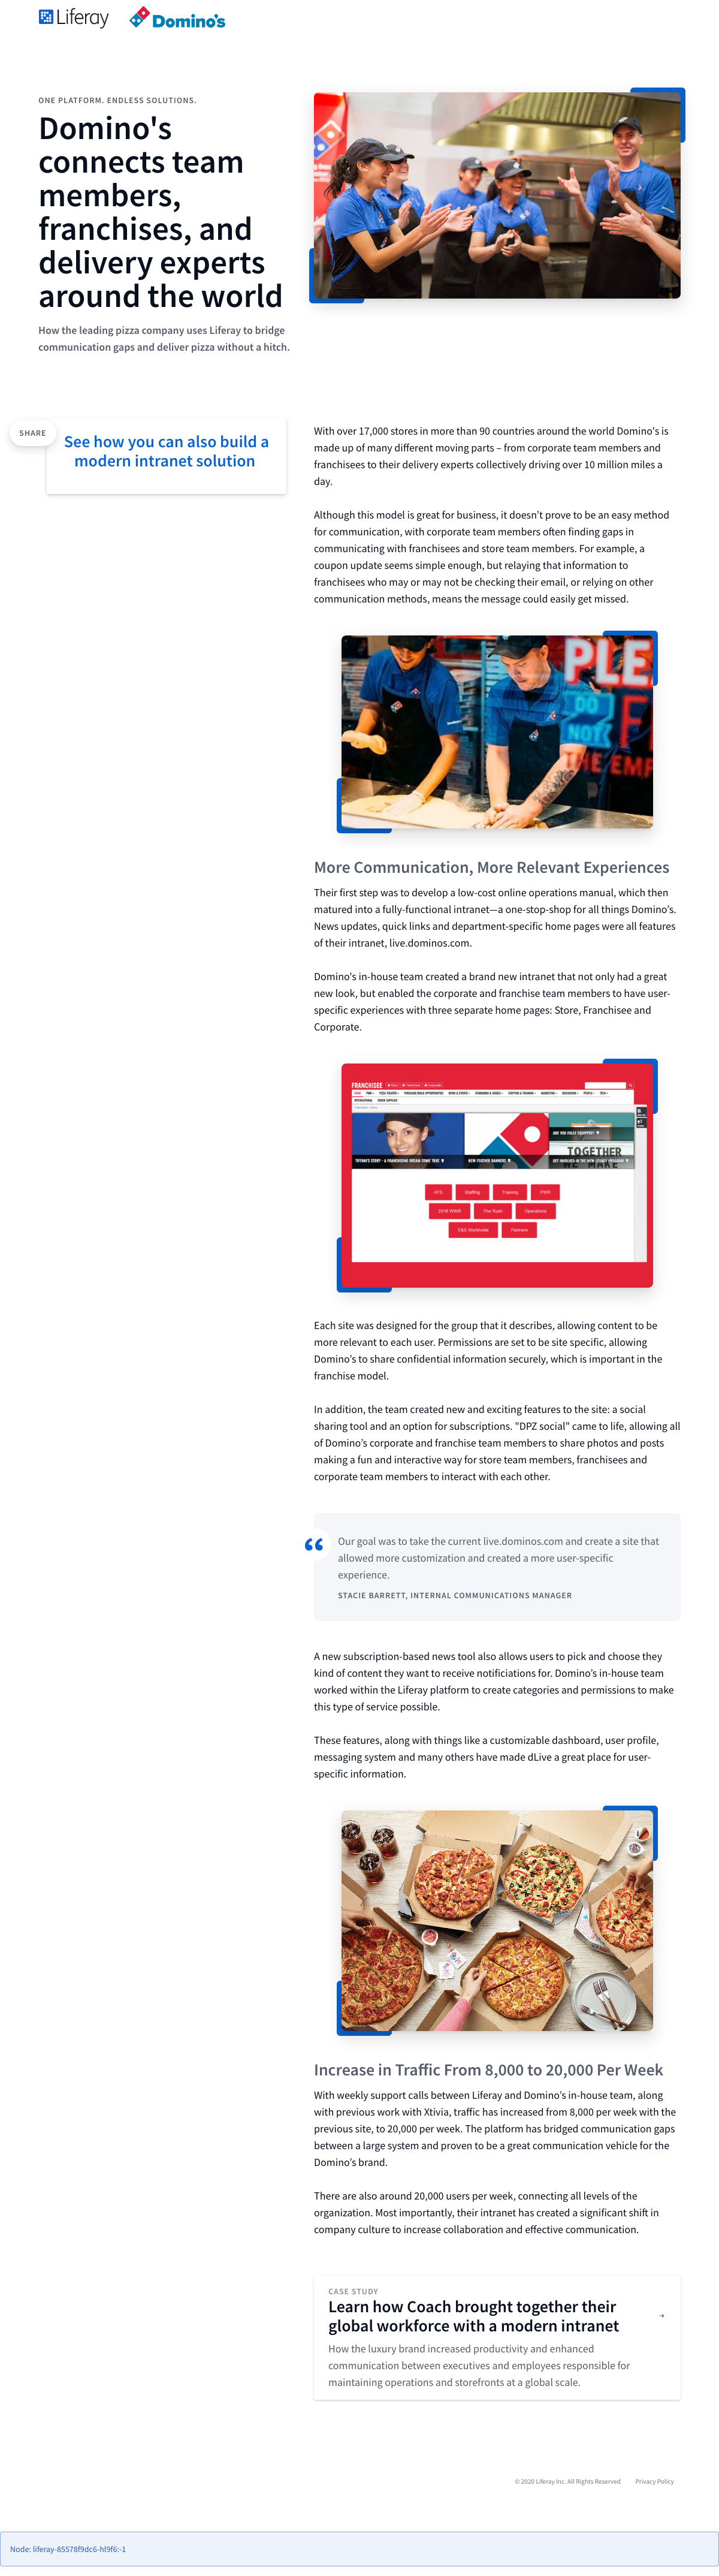 Liferay Domino's
ONE PLATFORM. ENDLESS SOLUTIONS.
Domino's
connects team
members,
franchises, and
delivery experts
around the world
How the leading pizza company uses Liferay to bridge
communication gaps and deliver pizza without a hitch.
SHARE
See how you can also build a
modern intranet solution
With over 17,000 stores in more than 90 countries around the world Domino's is
made up of many different moving parts – from corporate team members and
franchisees to their delivery experts collectively driving over 10 million miles a
day.
Although this model is great for business, it doesn’t prove to be an easy method
for communication, with corporate team members often finding gaps in
communicating with franchisees and store team members. For example, a
coupon update seems simple enough, but relaying that information to
franchisees who may or may not be checking their email, or relying on other
communication methods, means the message could easily get missed.
PLE
DO
NOT
F
HE EMP
More Communication, More Relevant Experiences
Their first step was to develop a low-cost online operations manual, which then
matured into a fully-functional intranet—a one-stop-shop for all things Domino’s.
News updates, quick links and department-specific home pages were all features
of their intranet, live.dominos.com.
Domino's in-house team created a brand new intranet that not only had a great
new look, but enabled the corporate and franchise team members to have user-
specific experiences with three separate home pages: Store, Franchise and
Corporate.
FRANCHISEE
ARE YOU FULLY EQUIPPED?
TOGETHER
NEW FEATHER BANNERS
ATS Staffing Training PWR
2018 WWR The Rush Operations
E&S Worldwide Partners
Each site was designed for the group that it describes, allowing content to be
more relevant to each user. Permissions are set to be site specific, allowing
Domino’s to share confidential information securely, which is important in the
franchise model.
In addition, the team created new and exciting features to the site: a social
sharing tool and an option for subscriptions. "DPZ social" came to life, allowing all
of Domino’s corporate and franchise team members to share photos and posts
making a fun and interactive way for store team members, franchisees and
corporate team members to interact with each other.
“
Our goal was to take the current live.dominos.com and create a site that
allowed more customization and created a more user-specific
experience.
STACIE BARRETT, INTERNAL COMMUNICATIONS MANAGER
A new subscription-based news tool also allows users to pick and choose they
kind of content they want to receive notificiations for. Domino’s in-house team
worked within the Liferay platform to create categories and permissions to make
this type of service possible.
These features, along with things like a customizable dashboard, user profile,
messaging system and many others have made dLive a great place for user-
specific information.
Increase in Traffic From 8,000 to 20,000 Per Week
With weekly support calls between Liferay and Domino’s in-house team, along
with previous work with Xtivia, traffic has increased from 8,000 per week with the
previous site, to 20,000 per week. The platform has bridged communication gaps
between a large system and proven to be a great communication vehicle for the
Domino’s brand.
There are also around 20,000 users per week, connecting all levels of the
organization. Most importantly, their intranet has created a significant shift in
company culture to increase collaboration and effective communication.
CASE STUDY
Learn how Coach brought together their
global workforce with a modern intranet
How the luxury brand increased productivity and enhanced
communication between executives and employees responsible for
maintaining operations and storefronts at a global scale.
© 2020 Liferay Inc. All Rights Reserved Privacy Policy
Node: liferay-85578f9dc6-hl9f6:-1